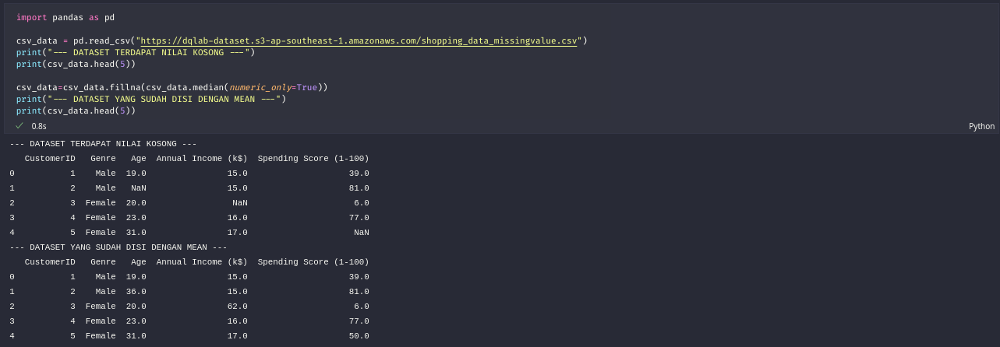 import pandas as pd
csv_data = pd.read_csv("https://dqlab-dataset.s3-ap-southeast-1.amazonaws.com/shopping_data_missingvalue.csv")
print("--- DATASET TERDAPAT NILAI KOSONG ---")
print(csv_data.head(5))
csv_data=csv_data.fillna(csv_data.median(numeric_only=True))
print("--- DATASET YANG SUDAH DISI DENGAN MEAN ---")
print(csv_data.head(5))
✓ 0.8s Python
--- DATASET TERDAPAT NILAI KOSONG ---
CustomerID Genre Age Annual Income (k$) Spending Score (1-100)
0 1 Male 19.0 15.0 39.0
1 2 Male NaN 15.0 81.0
2 3 Female 20.0 NaN 6.0
3 4 Female 23.0 16.0 77.0
4 5 Female 31.0 17.0 NaN
--- DATASET YANG SUDAH DISI DENGAN MEAN ---
CustomerID Genre Age Annual Income (k$) Spending Score (1-100)
0 1 Male 19.0 15.0 39.0
1 2 Male 36.0 15.0 81.0
2 3 Female 20.0 62.0 6.0
3 4 Female 23.0 16.0 77.0
4 5 Female 31.0 17.0 50.0